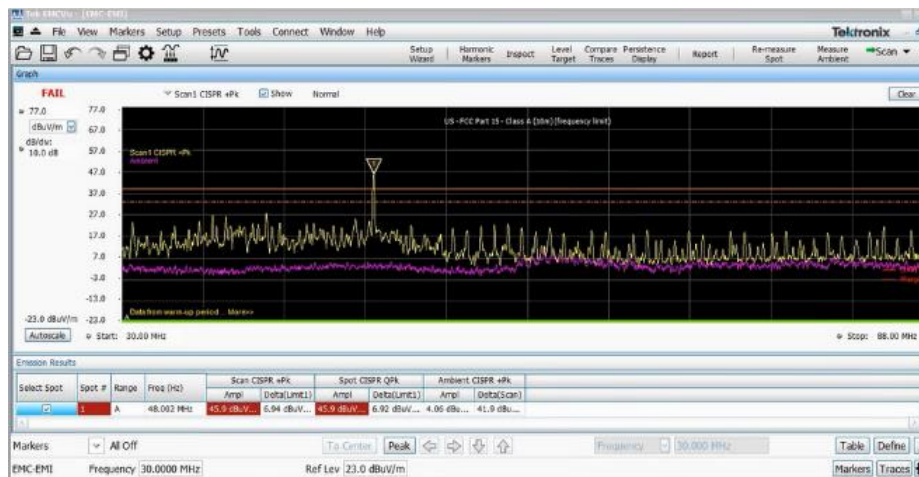 Tek EMCVu - [EMC-EMI]
File View Markers Setup Presets Tools Connect Window Help
Tektronix
Setup Wizard
Harmonic Markers
Inspect
Level Target
Compare Traces
Persistence Display
Report
Re-measure Spot
Measure Ambient
Scan
Graph
FAIL
Scan1 CISPR +Pk
Show
Normal
Clear
77.0
dBuV/m
dB/div:
10.0 dB
77.0
67.0
57.0
47.0
37.0
27.0
17.0
7.0
-3.0
-13.0
-23.0 dBuV/m
-23.0
US -FCC Part 15 - Class A (10m) (frequency limit)
Scan1 CISPR +Pk
Ambient
1
A
Data from warm-up period .. More>>
Autoscale
Start: 30.00 MHz
Stop: 88.00 MHz
Emission Results
Select Spot Spot # Range Freq (Hz) Scan CISPR +Pk Spot CISPR QPk Ambient CISPR +Pk
Ampl Delta(Limit1) Ampl Delta(Limit1) Ampl Delta(Scan)
1 A 48.002 MHz 45.9 dBuV... 6.94 dBuV... 45.9 dBuV... 6.92 dBuV... 4.06 dBu... 41.9 dBu...
Markers All Off To Center Peak Frequency 30.000 MHz Table Define
EMC-EMI Frequency 30.0000 MHz Ref Lev 23.0 dBuV/m Markers Traces